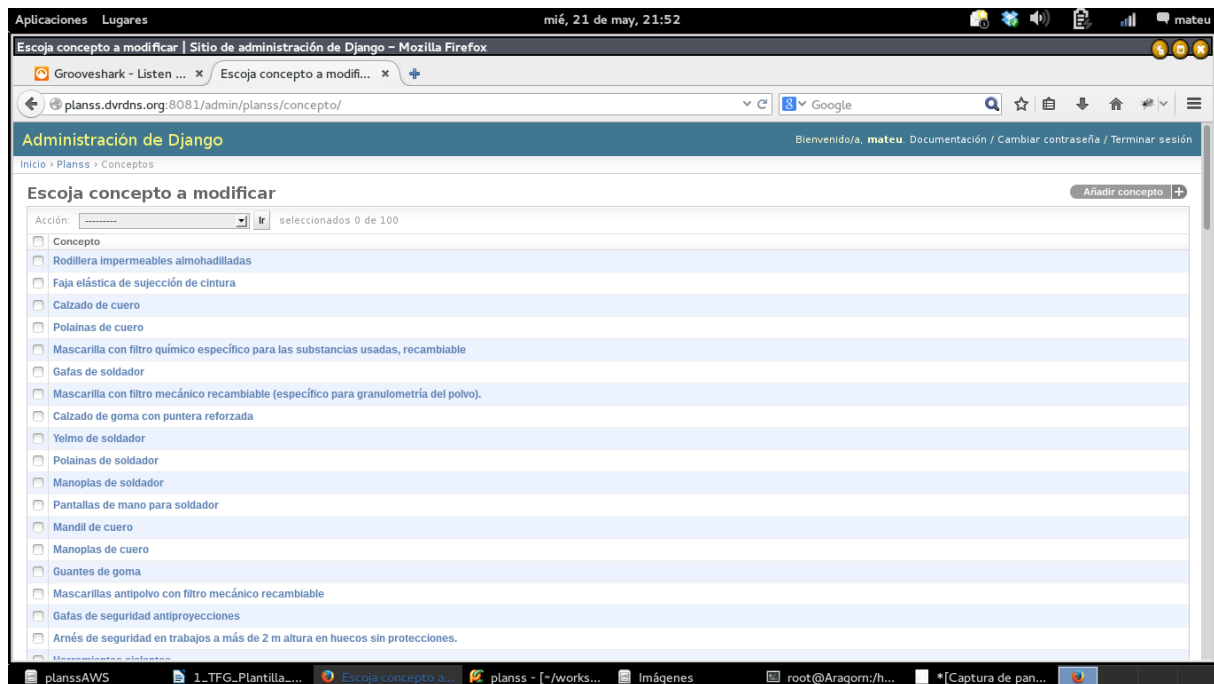 Aplicaciones Lugares mié, 21 de may, 21:52 mateu
Escoja concepto a modificar | Sitio de administración de Django – Mozilla Firefox
Grooveshark - Listen ... × Escoja concepto a modifi... ×
planss.dvrdns.org:8081/admin/planss/concepto/ Google
Administración de Django Bienvenido/a, mateu. Documentación / Cambiar contraseña / Terminar sesión
Inicio › Planss › Conceptos
Escoja concepto a modificar Añadir concepto +
Acción: --------- Ir seleccionados 0 de 100
Concepto
Rodillera impermeables almohadilladas
Faja elástica de sujección de cintura
Calzado de cuero
Polainas de cuero
Mascarilla con filtro químico específico para las substancias usadas, recambiable
Gafas de soldador
Mascarilla con filtro mecánico recambiable (específico para granulometría del polvo).
Calzado de goma con puntera reforzada
Yelmo de soldador
Polainas de soldador
Manoplas de soldador
Pantallas de mano para soldador
Mandil de cuero
Manoplas de cuero
Guantes de goma
Mascarillas antipolvo con filtro mecánico recambiable
Gafas de seguridad antiproyecciones
Arnés de seguridad en trabajos a más de 2 m altura en huecos sin protecciones.
planssAWS 1_TFG_Plantilla_... Escoja concepto a... planss - [~/works... Imágenes root@Aragorn:/h... *[Captura de pan...